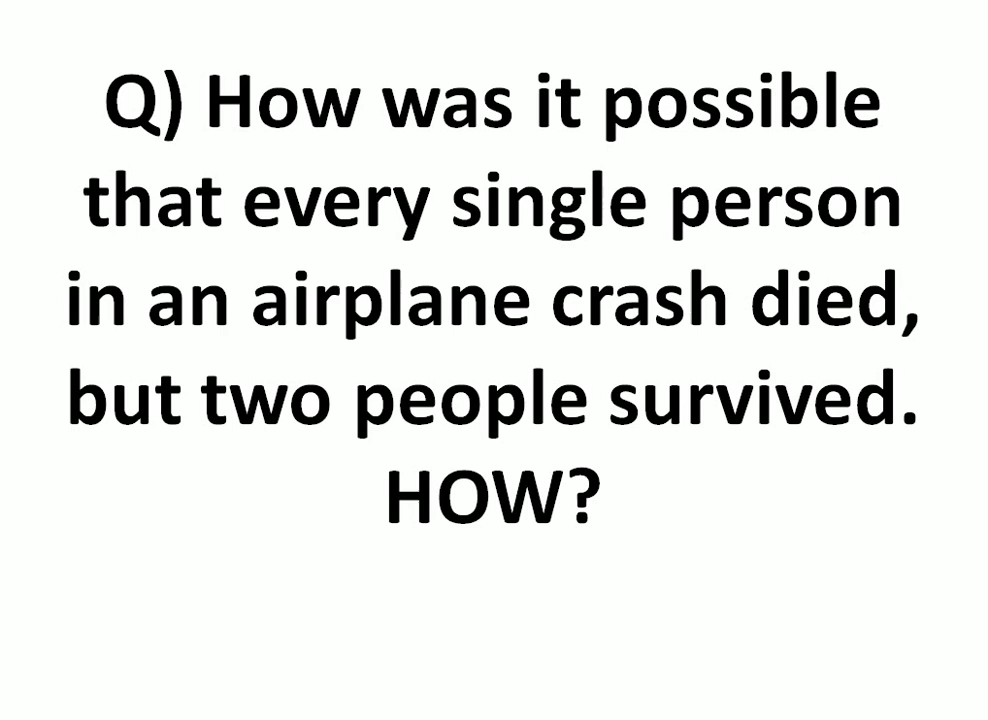 Q) How was it possible
that every single person
in an airplane crash died,
but two people survived.
HOW?